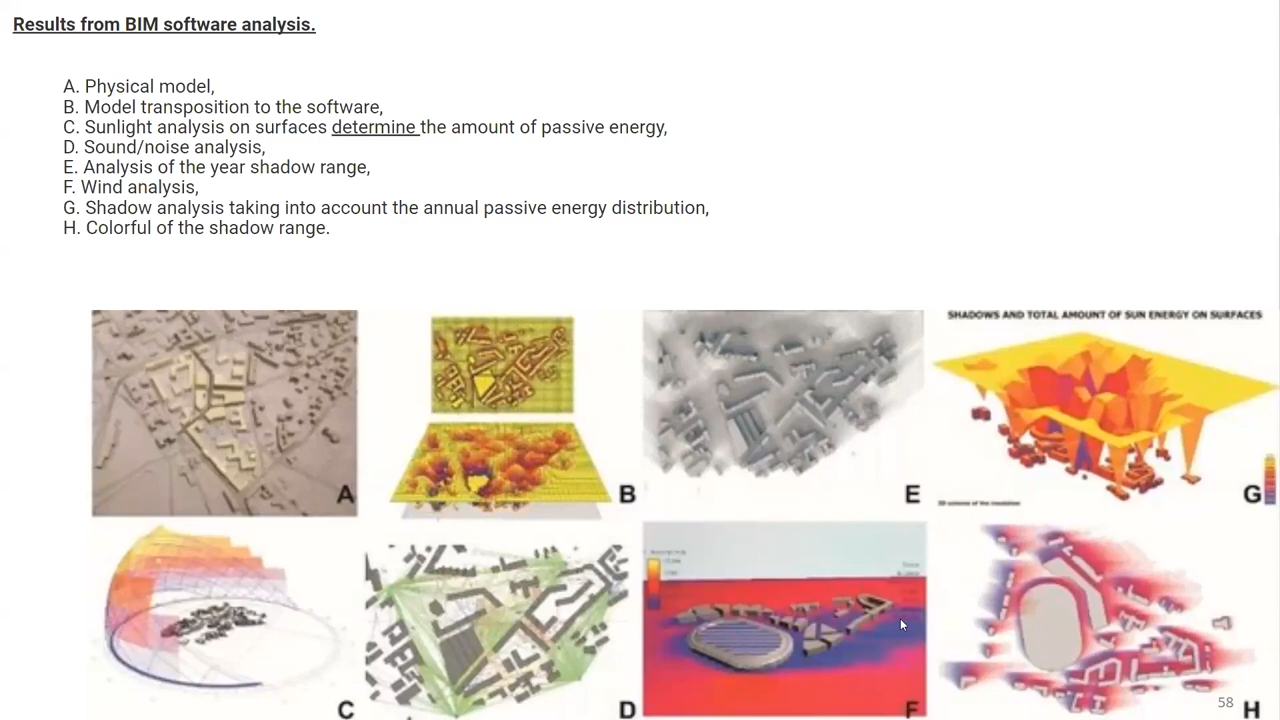 Results from BIM software analysis.
A. Physical model,
B. Model transposition to the software,
C. Sunlight analysis on surfaces determine the amount of passive energy,
D. Sound/noise analysis,
E. Analysis of the year shadow range,
F. Wind analysis,
G. Shadow analysis taking into account the annual passive energy distribution,
H. Colorful of the shadow range.
SHADOWS AND TOTAL AMOUNT OF SUN ENERGY ON SURFACES
A
B
E
G
C
D
F
58
H